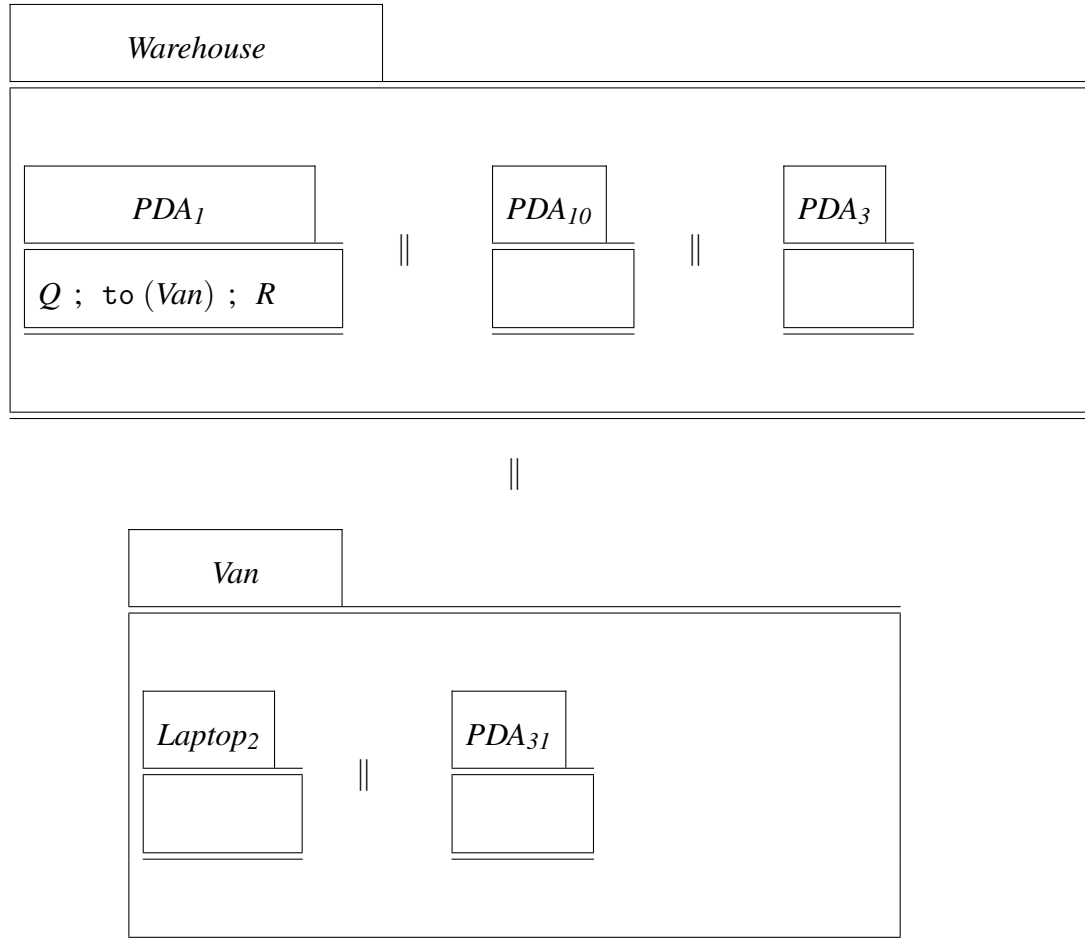 Warehouse
PDA₁ ‖ PDA₁₀ ‖ PDA₃
Q ; to (Van) ; R
‖
Van
Laptop₂ ‖ PDA₃₁